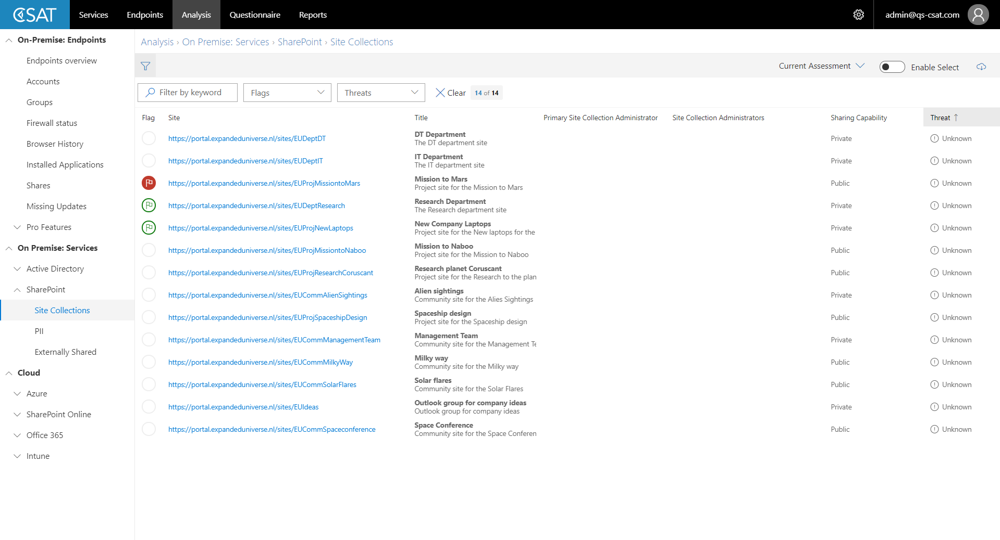 CSAT
Services Endpoints Analysis Questionnaire Reports admin@qs-csat.com
On-Premise: Endpoints
Endpoints overview
Accounts
Groups
Firewall status
Browser History
Installed Applications
Shares
Missing Updates
Pro Features
On Premise: Services
Active Directory
SharePoint
Site Collections
PII
Externally Shared
Cloud
Azure
SharePoint Online
Office 365
Intune
Analysis › On Premise: Services › SharePoint › Site Collections
Current Assessment Enable Select
Filter by keyword Flags Threats Clear 14 of 14
Flag Site Title Primary Site Collection Administrator Site Collection Administrators Sharing Capability Threat ↑
https://portal.expandeduniverse.nl/sites/EUDeptDT DT Department Private Unknown
The DT department site
https://portal.expandeduniverse.nl/sites/EUDeptIT IT Department Private Unknown
The IT department site
https://portal.expandeduniverse.nl/sites/EUProjMissiontoMars Mission to Mars Public Unknown
Project site for the Mission to Mars
https://portal.expandeduniverse.nl/sites/EUDeptResearch Research Department Private Unknown
The Research department site
https://portal.expandeduniverse.nl/sites/EUProjNewLaptops New Company Laptops Private Unknown
Project site for the New laptops for the
https://portal.expandeduniverse.nl/sites/EUProjMissiontoNaboo Mission to Naboo Public Unknown
Project site for the Mission to Naboo
https://portal.expandeduniverse.nl/sites/EUProjResearchCoruscant Research planet Coruscant Public Unknown
Project site for the Research to the plan
https://portal.expandeduniverse.nl/sites/EUCommAlienSightings Alien sightings Private Unknown
Community site for the Alies Sightings
https://portal.expandeduniverse.nl/sites/EUProjSpaceshipDesign Spaceship design Public Unknown
Project site for the Spaceship design
https://portal.expandeduniverse.nl/sites/EUCommManagementTeam Management Team Private Unknown
Community site for the Management Te
https://portal.expandeduniverse.nl/sites/EUCommMilkyWay Milky way Public Unknown
Community site for the Milky way
https://portal.expandeduniverse.nl/sites/EUCommSolarFlares Solar flares Public Unknown
Community site for the Solar Flares
https://portal.expandeduniverse.nl/sites/EUIdeas Outlook group for company ideas Private Unknown
Outlook group for company ideas
https://portal.expandeduniverse.nl/sites/EUCommSpaceconference Space Conference Public Unknown
Community site for the Space Conferen